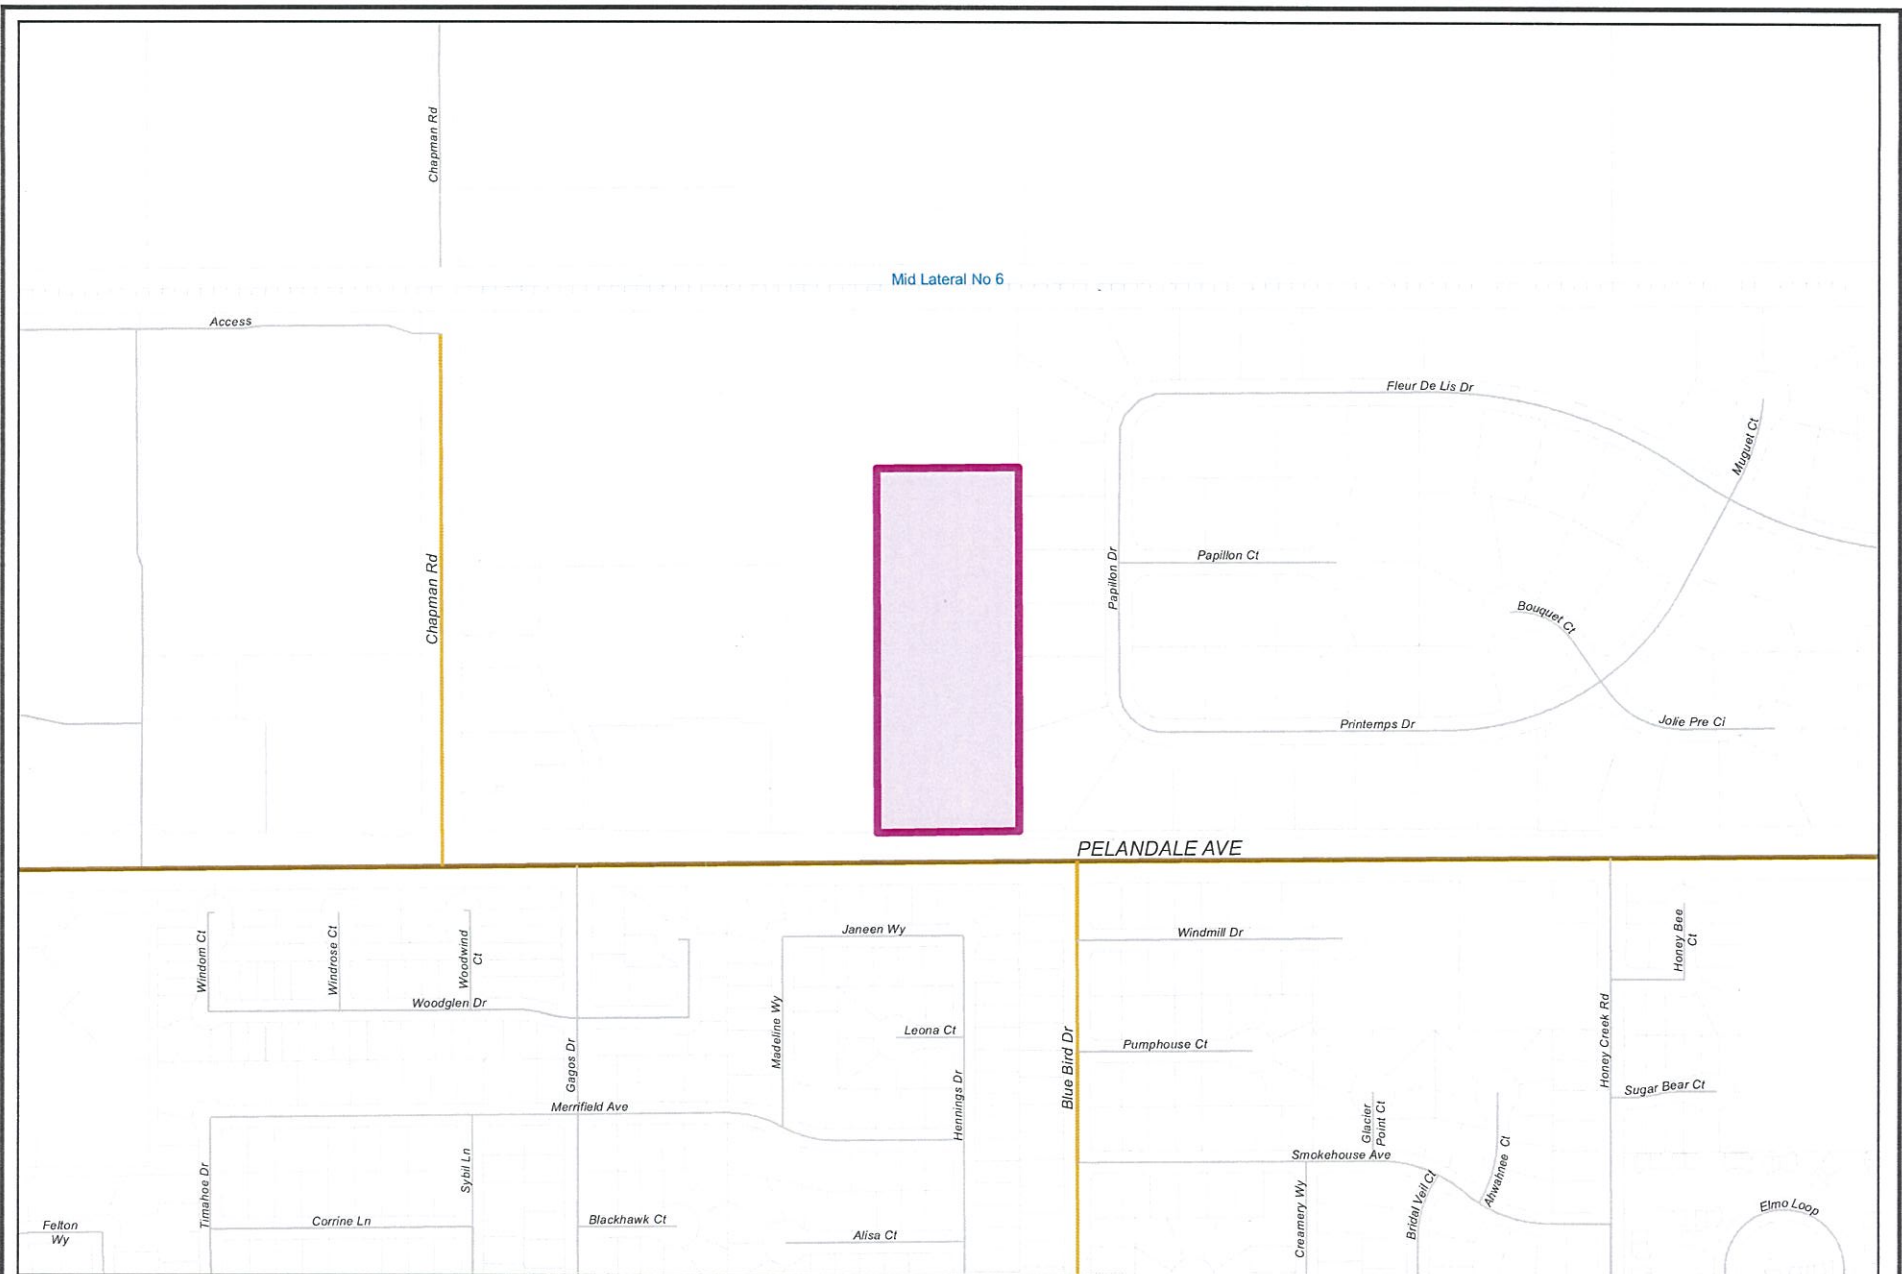 Chapman Rd
Mid Lateral No 6
Access
Fleur De Lis Dr
Muguet Ct
Chapman Rd
Papillon Dr
Papillon Ct
Bouquet Ct
Printemps Dr
Jolie Pre Ci
PELANDALE AVE
Windom Ct
Windrose Ct
Woodwind
Ct
Janeen Wy
Windmill Dr
Honey Bee
Ct
Woodglen Dr
Madeline Wy
Leona Ct
Gagos Dr
Blue Bird Dr
Pumphouse Ct
Honey Creek Rd
Sugar Bear Ct
Merrifield Ave
Hennings Dr
Glacier
Point Ct
Smokehouse Ave
Timahoe Dr
Sybil Ln
Creamery Wy
Bridal Veil Ct
Ahwahnee Ct
Felton
Wy
Corrine Ln
Blackhawk Ct
Alisa Ct
Elmo Loop